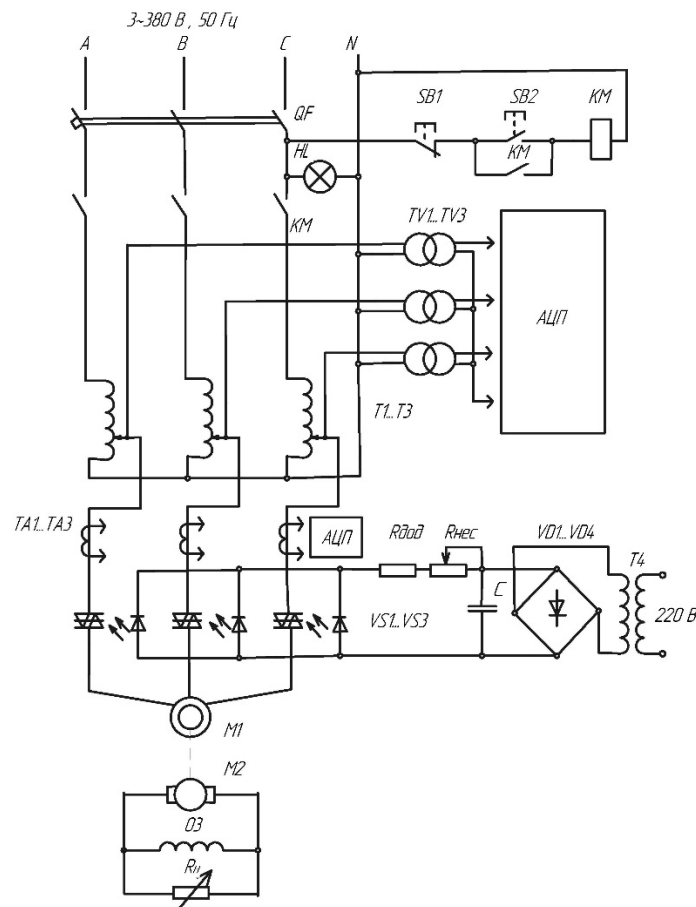 3~380 В , 50 Гц
A B C N
QF
SB1 SB2 KM
HL
KM
KM
TV1...TV3
АЦП
T1...T3
TA1...TA3
АЦП
Rдод Rнес VD1...VD4 T4
C
VS1...VS3
220 В
M1
M2
ОЗ
Rн